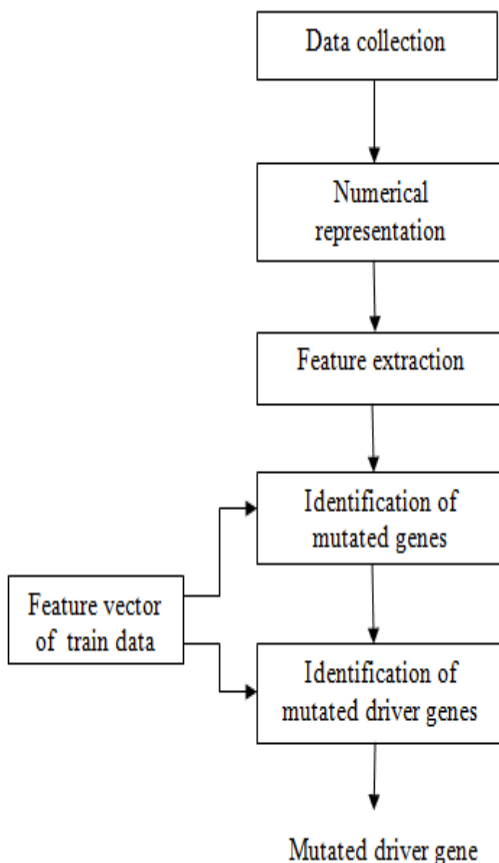 Data collection
Numerical
representation
Feature extraction
Identification of
mutated genes
Feature vector
of train data
Identification of
mutated driver genes
Mutated driver gene